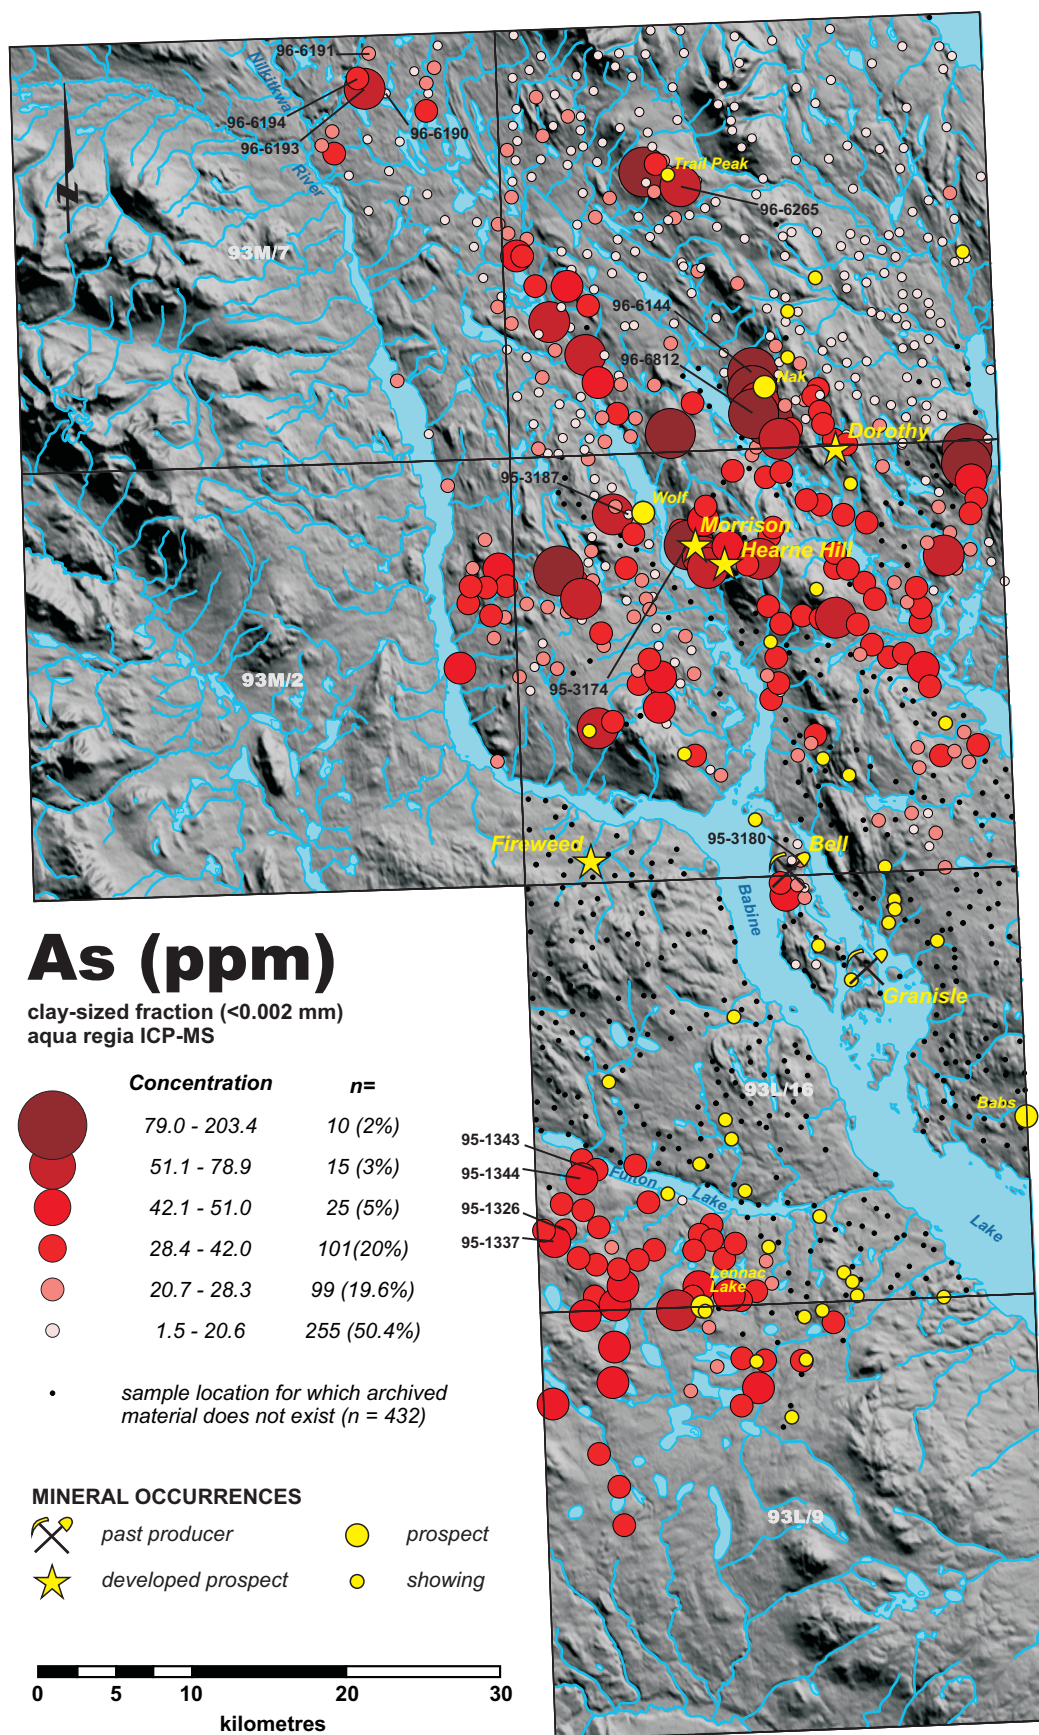 96-6191
Nilkitkwa
96-6194
96-6190
96-6193
River
Trail Peak
96-6265
93M/7
96-6144
96-6812
Nak
Dorothy
95-3187
Wolf
Morrison
Hearne Hill
93M/2
95-3174
95-3180
Bell
Fireweed
Babine
Granisle
93L/16
Babs
As (ppm)
clay-sized fraction (<0.002 mm)
aqua regia ICP-MS
Concentration n=
79.0 - 203.4 10 (2%)
51.1 - 78.9 15 (3%)
42.1 - 51.0 25 (5%)
28.4 - 42.0 101(20%)
20.7 - 28.3 99 (19.6%)
1.5 - 20.6 255 (50.4%)
sample location for which archived
material does not exist (n = 432)
95-1343
95-1344
Fulton
Lake
95-1326
95-1337
Lake
Lennac
Lake
93L/9
MINERAL OCCURRENCES
past producer prospect
developed prospect showing
0 5 10 20 30
kilometres
N